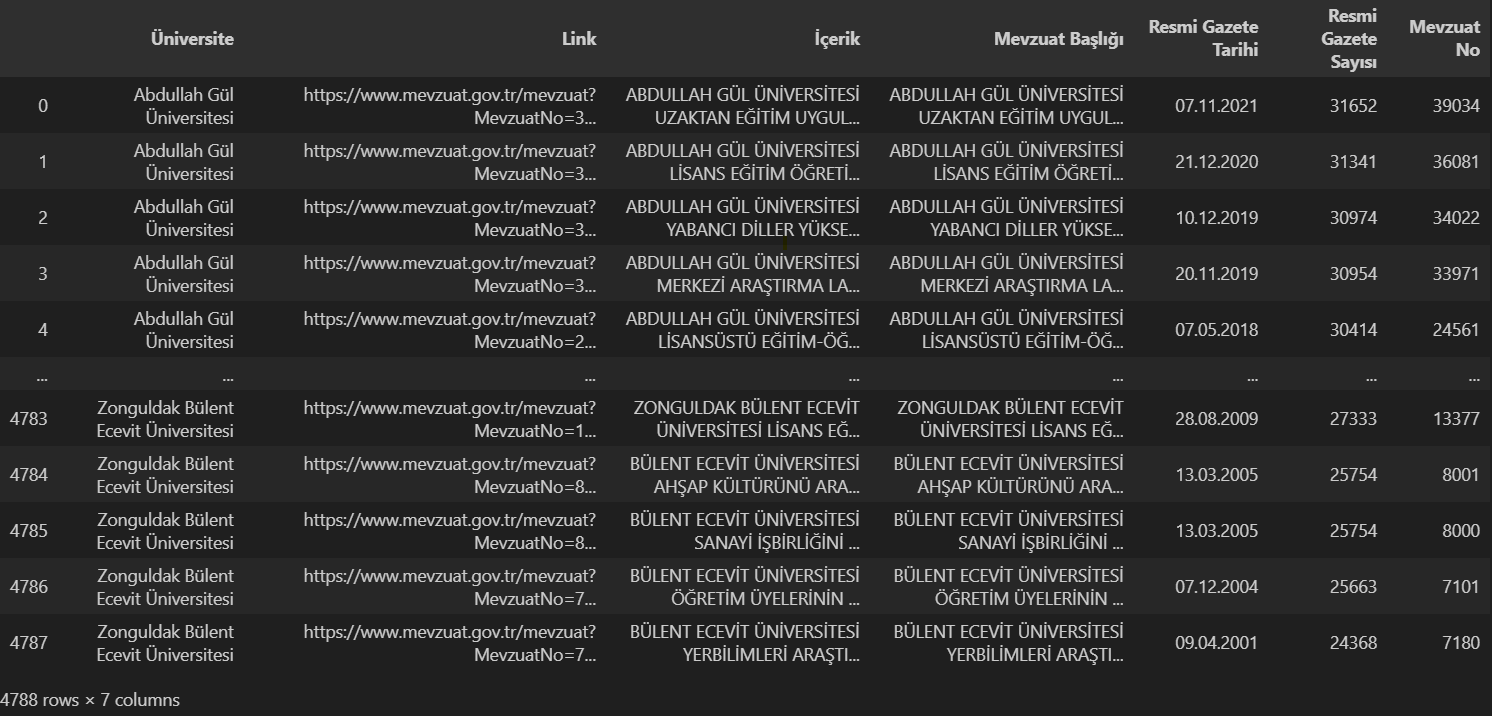 Üniversite Link İçerik Mevzuat Başlığı Resmi Gazete Tarihi Resmi Gazete Sayısı Mevzuat No
0 Abdullah Gül Üniversitesi https://www.mevzuat.gov.tr/mevzuat?MevzuatNo=3... ABDULLAH GÜL ÜNİVERSİTESİ UZAKTAN EĞİTİM UYGUL... ABDULLAH GÜL ÜNİVERSİTESİ UZAKTAN EĞİTİM UYGUL... 07.11.2021 31652 39034
1 Abdullah Gül Üniversitesi https://www.mevzuat.gov.tr/mevzuat?MevzuatNo=3... ABDULLAH GÜL ÜNİVERSİTESİ LİSANS EĞİTİM ÖĞRETİ... ABDULLAH GÜL ÜNİVERSİTESİ LİSANS EĞİTİM ÖĞRETİ... 21.12.2020 31341 36081
2 Abdullah Gül Üniversitesi https://www.mevzuat.gov.tr/mevzuat?MevzuatNo=3... ABDULLAH GÜL ÜNİVERSİTESİ YABANCI DİLLER YÜKSE... ABDULLAH GÜL ÜNİVERSİTESİ YABANCI DİLLER YÜKSE... 10.12.2019 30974 34022
3 Abdullah Gül Üniversitesi https://www.mevzuat.gov.tr/mevzuat?MevzuatNo=3... ABDULLAH GÜL ÜNİVERSİTESİ MERKEZİ ARAŞTIRMA LA... ABDULLAH GÜL ÜNİVERSİTESİ MERKEZİ ARAŞTIRMA LA... 20.11.2019 30954 33971
4 Abdullah Gül Üniversitesi https://www.mevzuat.gov.tr/mevzuat?MevzuatNo=2... ABDULLAH GÜL ÜNİVERSİTESİ LİSANSÜSTÜ EĞİTİM-ÖĞ... ABDULLAH GÜL ÜNİVERSİTESİ LİSANSÜSTÜ EĞİTİM-ÖĞ... 07.05.2018 30414 24561
... ... ... ... ... ... ... ...
4783 Zonguldak Bülent Ecevit Üniversitesi https://www.mevzuat.gov.tr/mevzuat?MevzuatNo=1... ZONGULDAK BÜLENT ECEVİT ÜNİVERSİTESİ LİSANS EĞ... ZONGULDAK BÜLENT ECEVİT ÜNİVERSİTESİ LİSANS EĞ... 28.08.2009 27333 13377
4784 Zonguldak Bülent Ecevit Üniversitesi https://www.mevzuat.gov.tr/mevzuat?MevzuatNo=8... BÜLENT ECEVİT ÜNİVERSİTESİ AHŞAP KÜLTÜRÜNÜ ARA... BÜLENT ECEVİT ÜNİVERSİTESİ AHŞAP KÜLTÜRÜNÜ ARA... 13.03.2005 25754 8001
4785 Zonguldak Bülent Ecevit Üniversitesi https://www.mevzuat.gov.tr/mevzuat?MevzuatNo=8... BÜLENT ECEVİT ÜNİVERSİTESİ SANAYİ İŞBİRLİĞİNİ ... BÜLENT ECEVİT ÜNİVERSİTESİ SANAYİ İŞBİRLİĞİNİ ... 13.03.2005 25754 8000
4786 Zonguldak Bülent Ecevit Üniversitesi https://www.mevzuat.gov.tr/mevzuat?MevzuatNo=7... BÜLENT ECEVİT ÜNİVERSİTESİ ÖĞRETİM ÜYELERİNİN ... BÜLENT ECEVİT ÜNİVERSİTESİ ÖĞRETİM ÜYELERİNİN ... 07.12.2004 25663 7101
4787 Zonguldak Bülent Ecevit Üniversitesi https://www.mevzuat.gov.tr/mevzuat?MevzuatNo=7... BÜLENT ECEVİT ÜNİVERSİTESİ YERBİLİMLERİ ARAŞTI... BÜLENT ECEVİT ÜNİVERSİTESİ YERBİLİMLERİ ARAŞTI... 09.04.2001 24368 7180
4788 rows × 7 columns